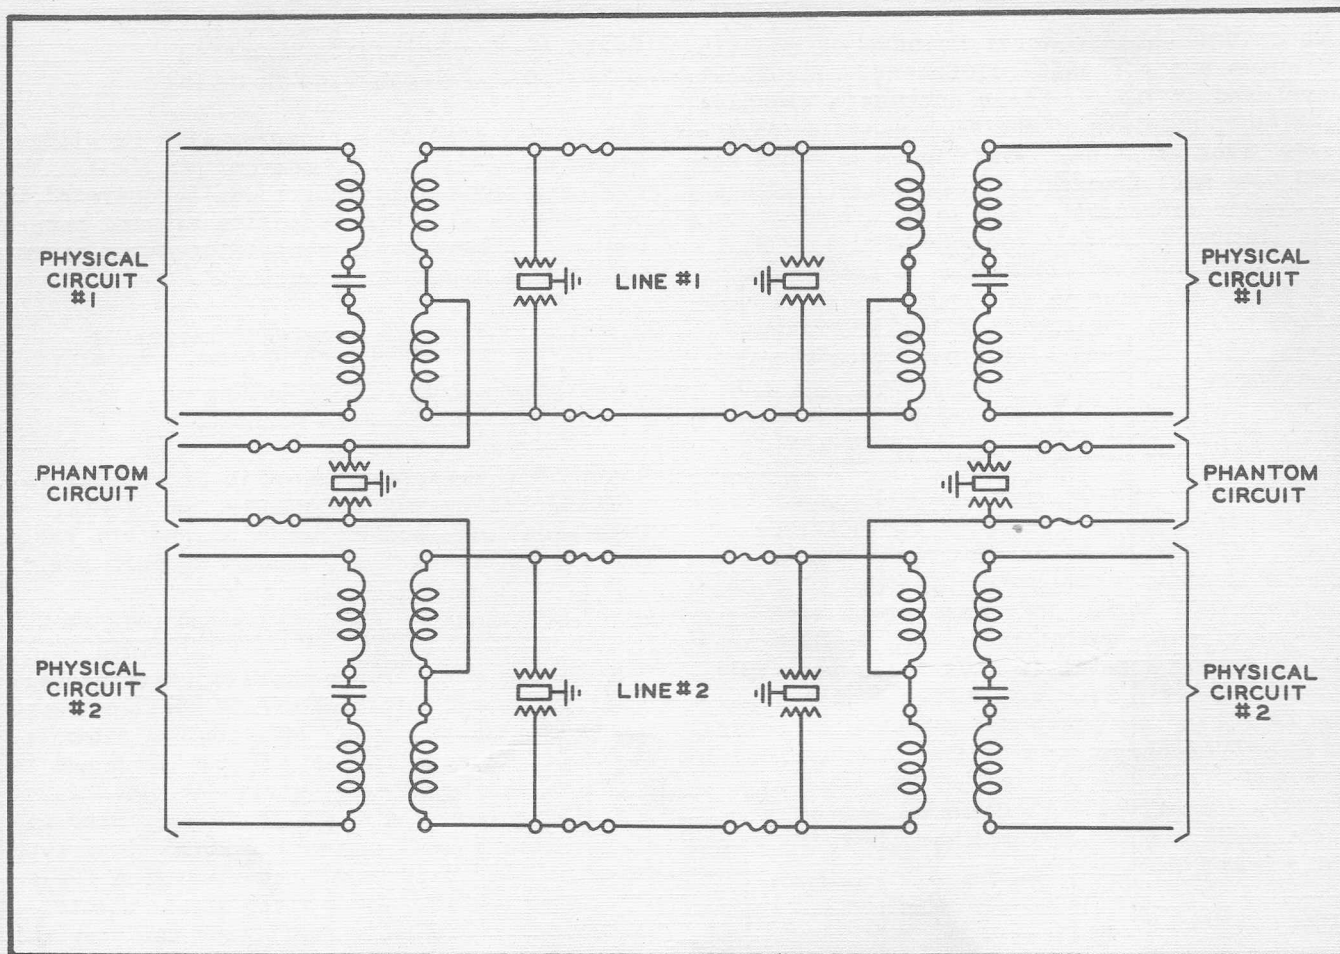 PHYSICAL
CIRCUIT
#1
LINE #1
PHYSICAL
CIRCUIT
#1
PHANTOM
CIRCUIT
PHANTOM
CIRCUIT
PHYSICAL
CIRCUIT
#2
LINE #2
PHYSICAL
CIRCUIT
#2